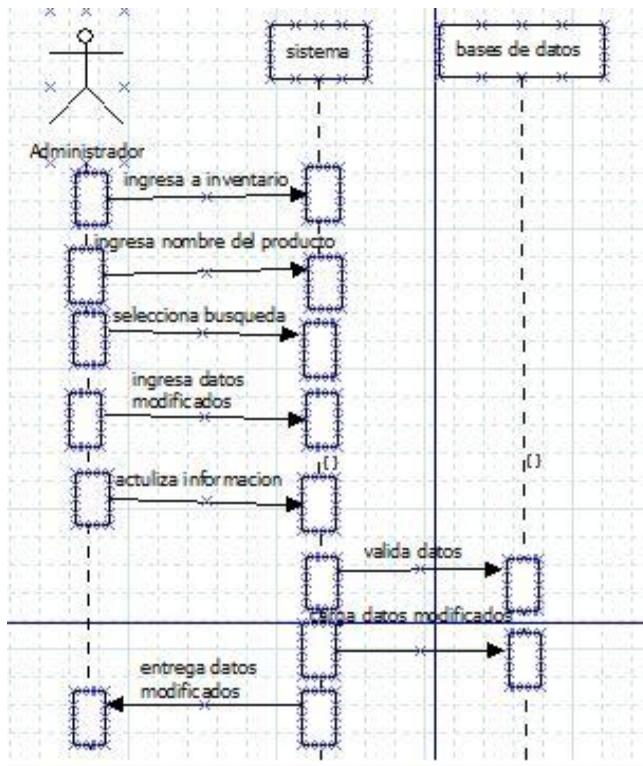 sistema
bases de datos
Administrador
ingresa a inventario
ingresa nombre del producto
selecciona busqueda
ingresa datos
modificados
{}
{}
actuliza informacion
valida datos
carga datos modificados
entrega datos
modificados